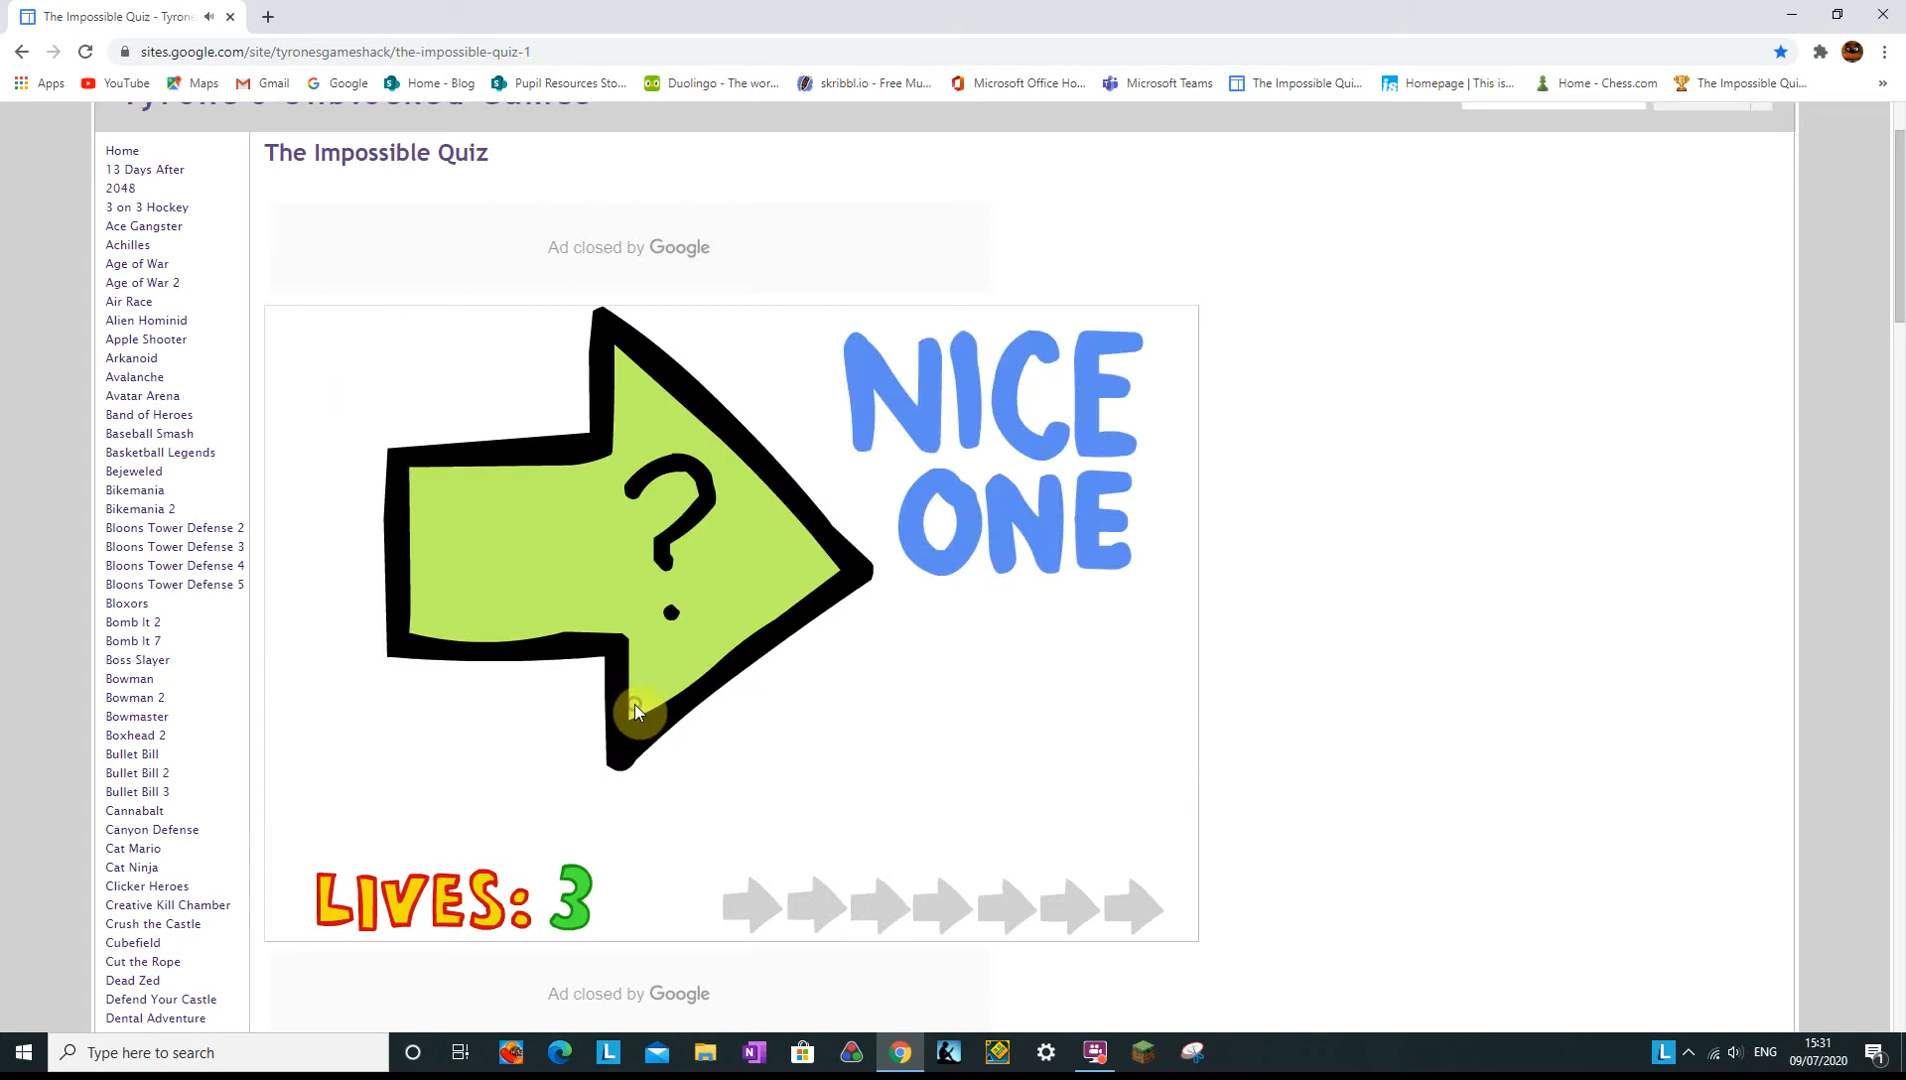 The Impossible Quiz - Tyron
sites.google.com/site/tyronesgameshack/the-impossible-quiz-1
Apps YouTube Maps Gmail Google Home - Blog Pupil Resources Sto... Duolingo - The wor... skribbl.io - Free Mu... Microsoft Office Ho... Microsoft Teams The Impossible Qui... Homepage | This is... Home - Chess.com The Impossible Qui... »
Tyrone's Unblocked Games
The Impossible Quiz
Home
13 Days After
2048
3 on 3 Hockey
Ace Gangster
Achilles
Age of War
Age of War 2
Air Race
Alien Hominid
Apple Shooter
Arkanoid
Avalanche
Avatar Arena
Band of Heroes
Baseball Smash
Basketball Legends
Bejeweled
Bikemania
Bikemania 2
Bloons Tower Defense 2
Bloons Tower Defense 3
Bloons Tower Defense 4
Bloons Tower Defense 5
Bloxors
Bomb It 2
Bomb It 7
Boss Slayer
Bowman
Bowman 2
Bowmaster
Boxhead 2
Bullet Bill
Bullet Bill 2
Bullet Bill 3
Cannabalt
Canyon Defense
Cat Mario
Cat Ninja
Clicker Heroes
Creative Kill Chamber
Crush the Castle
Cubefield
Cut the Rope
Dead Zed
Defend Your Castle
Dental Adventure
Ad closed by Google
?
NICE
ONE
LIVES: 3
Ad closed by Google
Type here to search
L
L
ENG
15:31
09/07/2020
1